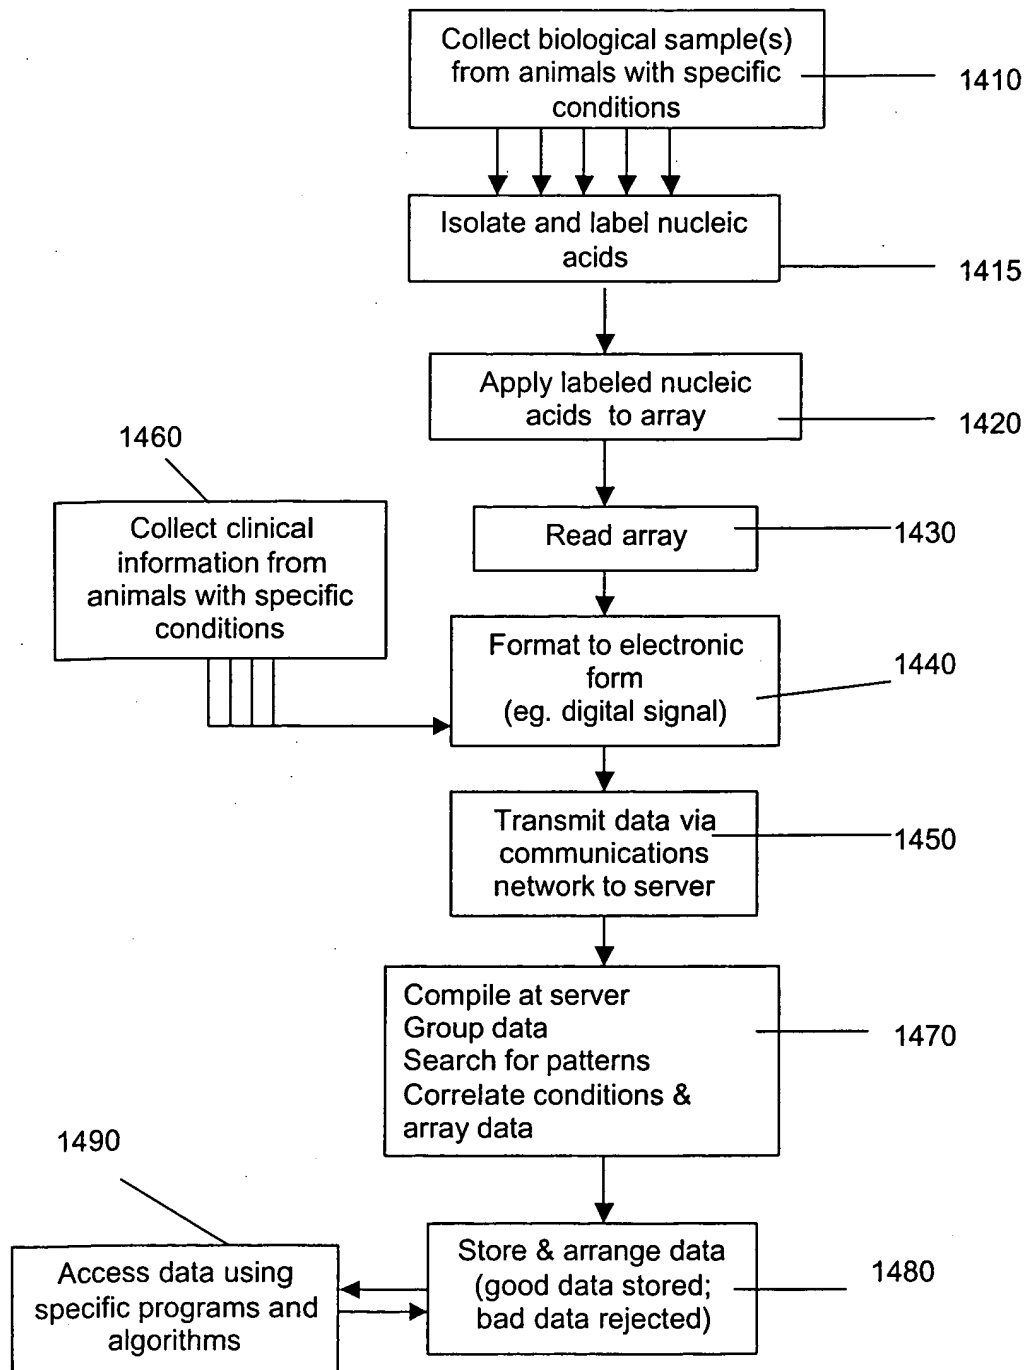 Collect biological sample(s)
from animals with specific
conditions
1410
Isolate and label nucleic
acids
1415
Apply labeled nucleic
acids to array
1420
1460
Collect clinical
information from
animals with specific
conditions
Read array
1430
Format to electronic
form
(eg. digital signal)
1440
Transmit data via
communications
network to server
1450
Compile at server
Group data
Search for patterns
Correlate conditions &
array data
1470
1490
Access data using
specific programs and
algorithms
Store & arrange data
(good data stored;
bad data rejected)
1480